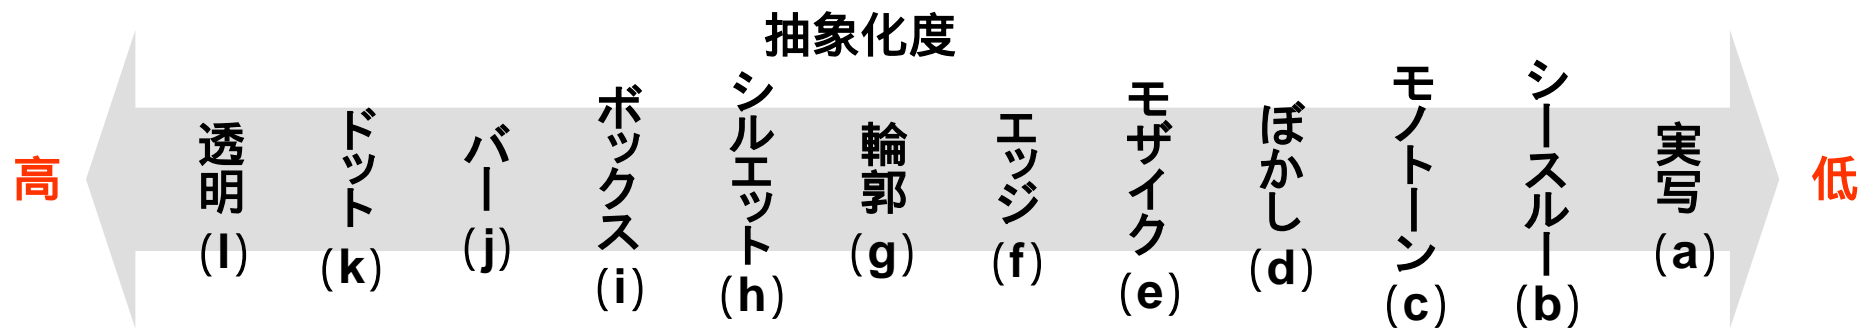 抽象化度
高
透明
(l)
ドット
(k)
バー
(j)
ボックス
(i)
シルエット
(h)
輪郭
(g)
エッジ
(f)
モザイク
(e)
ぼかし
(d)
モノトーン
(c)
シースルー
(b)
実写
(a)
低